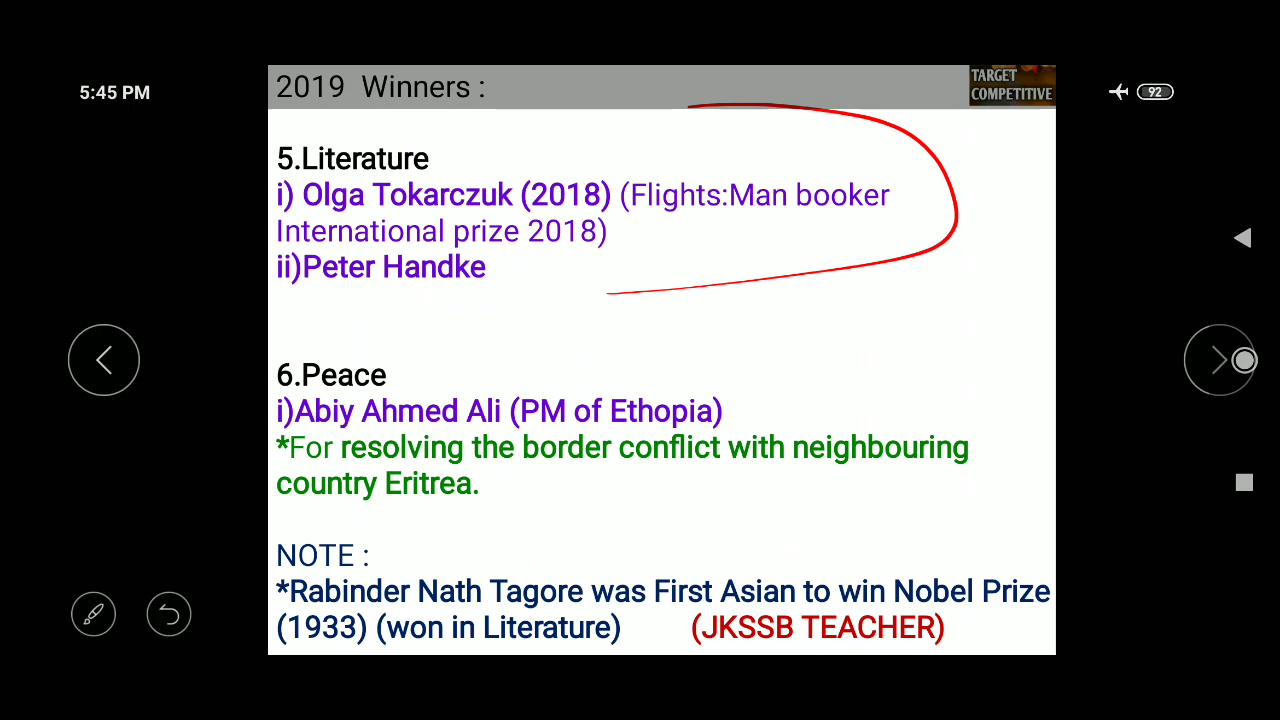 5:45 PM
2019 Winners :
TARGET
COMPETITIVE
92
5.Literature
i) Olga Tokarczuk (2018) (Flights:Man booker
International prize 2018)
ii)Peter Handke
6.Peace
i)Abiy Ahmed Ali (PM of Ethopia)
*For resolving the border conflict with neighbouring
country Eritrea.
NOTE :
*Rabinder Nath Tagore was First Asian to win Nobel Prize
(1933) (won in Literature) (JKSSB TEACHER)